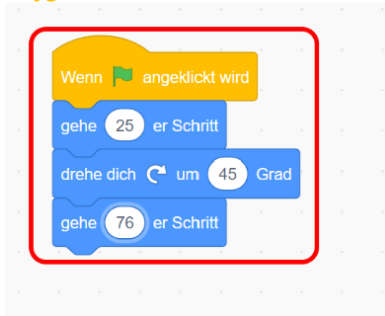 Wenn angeklickt wird
gehe 25 er Schritt
drehe dich um 45 Grad
gehe 76 er Schritt